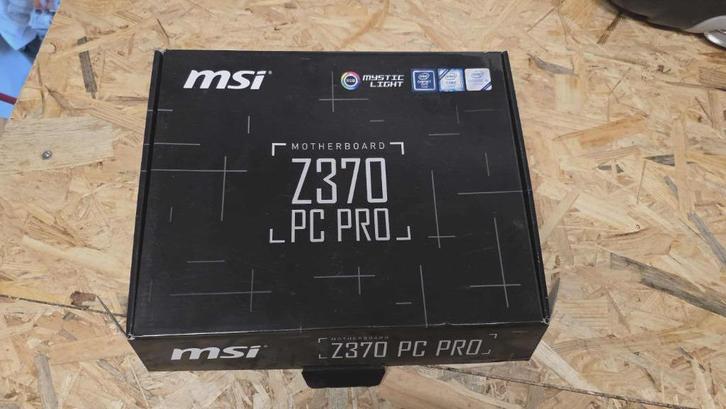 msi
MYSTIC
LIGHT
MOTHERBOARD
Z370
PC PRO
msi
MOTHERBOARD
Z370 PC PRO